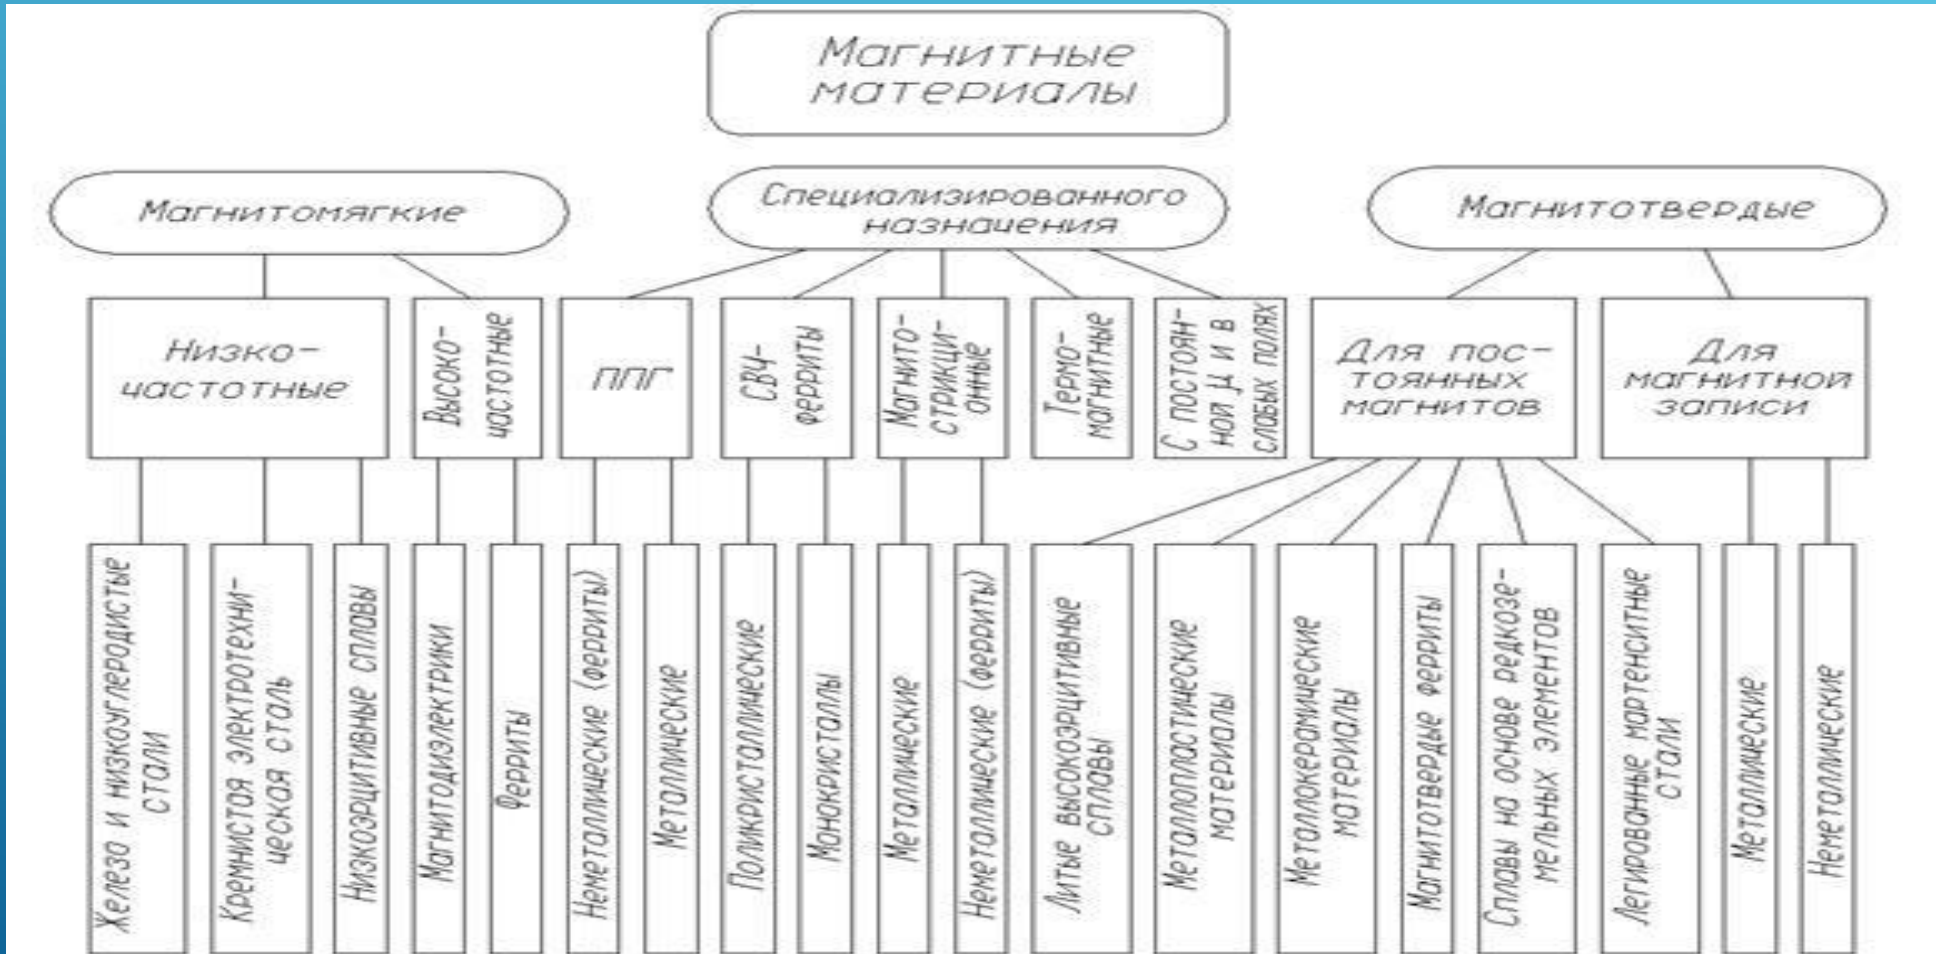 Магнитные
материалы
Магнитомягкие
Специализированного
назначения
Магнитотвердые
Низко-
частотные
Высоко-
частотные
ППГ
СВЧ-
ферриты
Магнито-
стрикци-
онные
Термо-
магнитные
С постоян-
ной μ и в
слабых полях
Для пос-
тоянных
магнитов
Для
магнитной
записи
Железо и низкоуглеродистые
стали
Кремнистая электротехни-
ческая сталь
Низкоэрцитивные сплавы
Магнитодиэлектрики
Ферриты
Неметаллические (ферриты)
Металлические
Поликристаллические
Монокристаллы
Металлические
Неметаллические (ферриты)
Литые высокоэрцитивные
сплавы
Металлопластические
материалы
Металлокерамические
материалы
Магнитотвердые ферриты
Сплавы на основе редкозе-
мельных элементов
Легированные мартенситные
стали
Металлические
Неметаллические